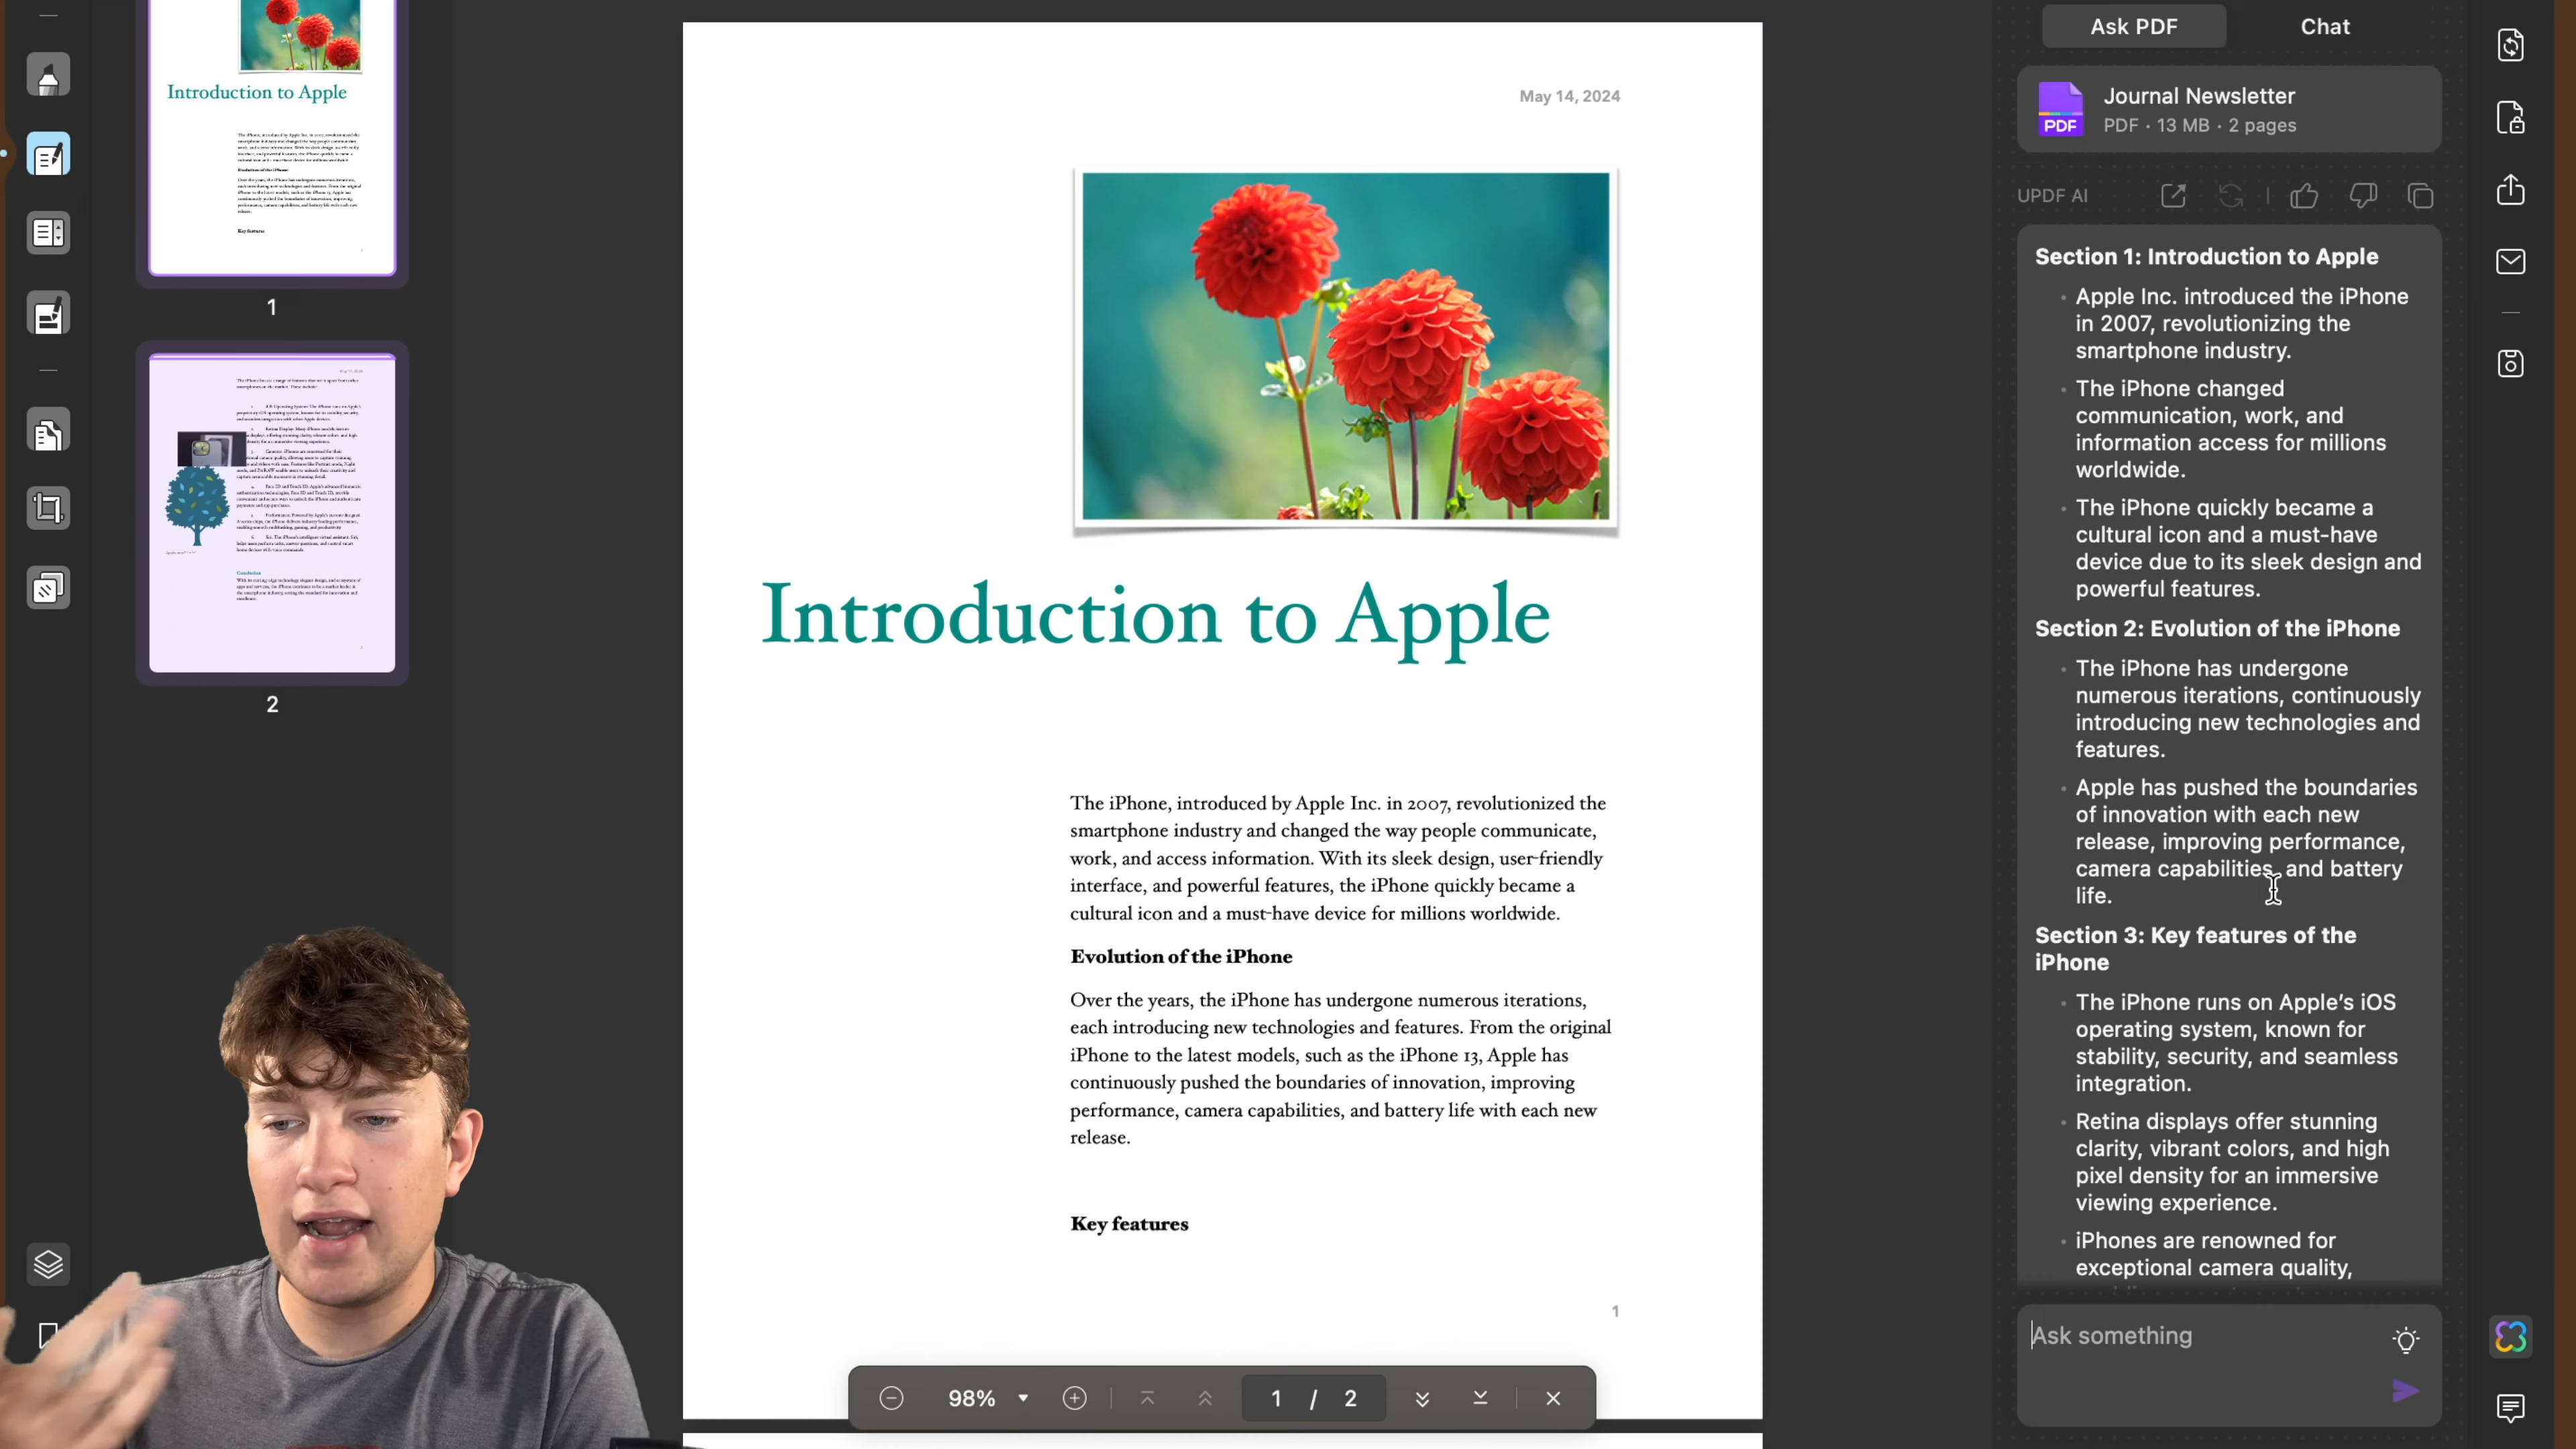 Introduction to Apple
Evolution of the iPhone
Key features
1
Conclusion
2
May 14, 2024
Introduction to Apple
The iPhone, introduced by Apple Inc. in 2007, revolutionized the
smartphone industry and changed the way people communicate,
work, and access information. With its sleek design, user-friendly
interface, and powerful features, the iPhone quickly became a
cultural icon and a must-have device for millions worldwide.
Evolution of the iPhone
Over the years, the iPhone has undergone numerous iterations,
each introducing new technologies and features. From the original
iPhone to the latest models, such as the iPhone 13, Apple has
continuously pushed the boundaries of innovation, improving
performance, camera capabilities, and battery life with each new
release.
Key features
1
98%
1 / 2
Ask PDF
Chat
PDF
Journal Newsletter
PDF · 13 MB · 2 pages
UPDF AI
Section 1: Introduction to Apple
Apple Inc. introduced the iPhone
in 2007, revolutionizing the
smartphone industry.
The iPhone changed
communication, work, and
information access for millions
worldwide.
The iPhone quickly became a
cultural icon and a must-have
device due to its sleek design and
powerful features.
Section 2: Evolution of the iPhone
The iPhone has undergone
numerous iterations, continuously
introducing new technologies and
features.
Apple has pushed the boundaries
of innovation with each new
release, improving performance,
camera capabilities, and battery
life.
Section 3: Key features of the
iPhone
The iPhone runs on Apple's iOS
operating system, known for
stability, security, and seamless
integration.
Retina displays offer stunning
clarity, vibrant colors, and high
pixel density for an immersive
viewing experience.
iPhones are renowned for
exceptional camera quality,
Ask something